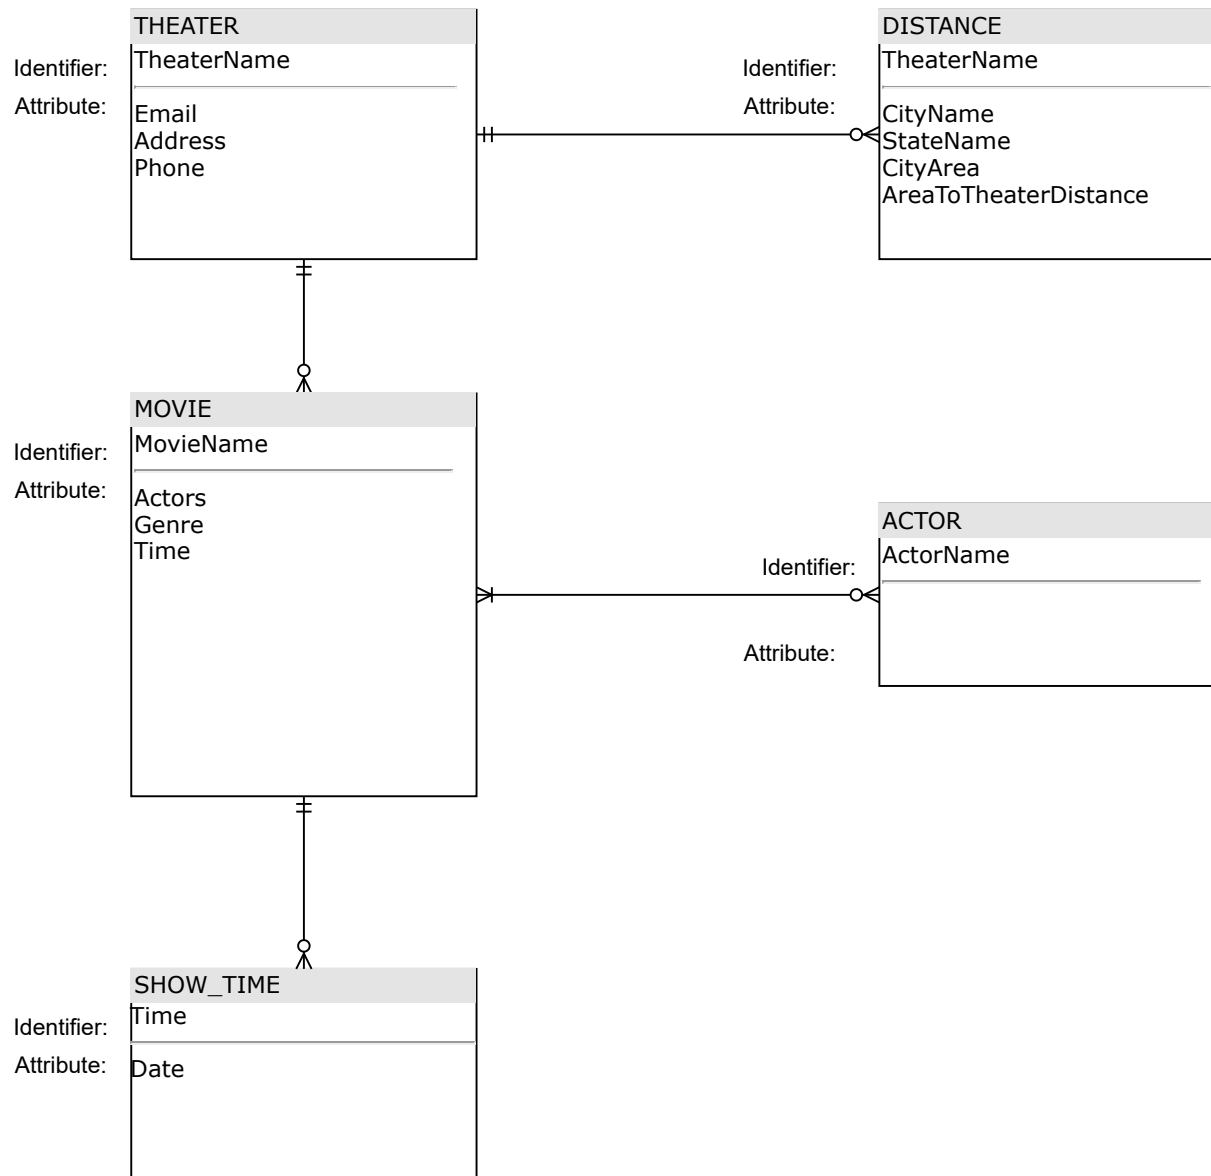 THEATER
Identifier:
TheaterName
Attribute:
Email
Address
Phone
DISTANCE
Identifier:
TheaterName
Attribute:
CityName
StateName
CityArea
AreaToTheaterDistance
MOVIE
Identifier:
MovieName
Attribute:
Actors
Genre
Time
ACTOR
Identifier:
ActorName
Attribute:
SHOW_TIME
Identifier:
Time
Attribute:
Date